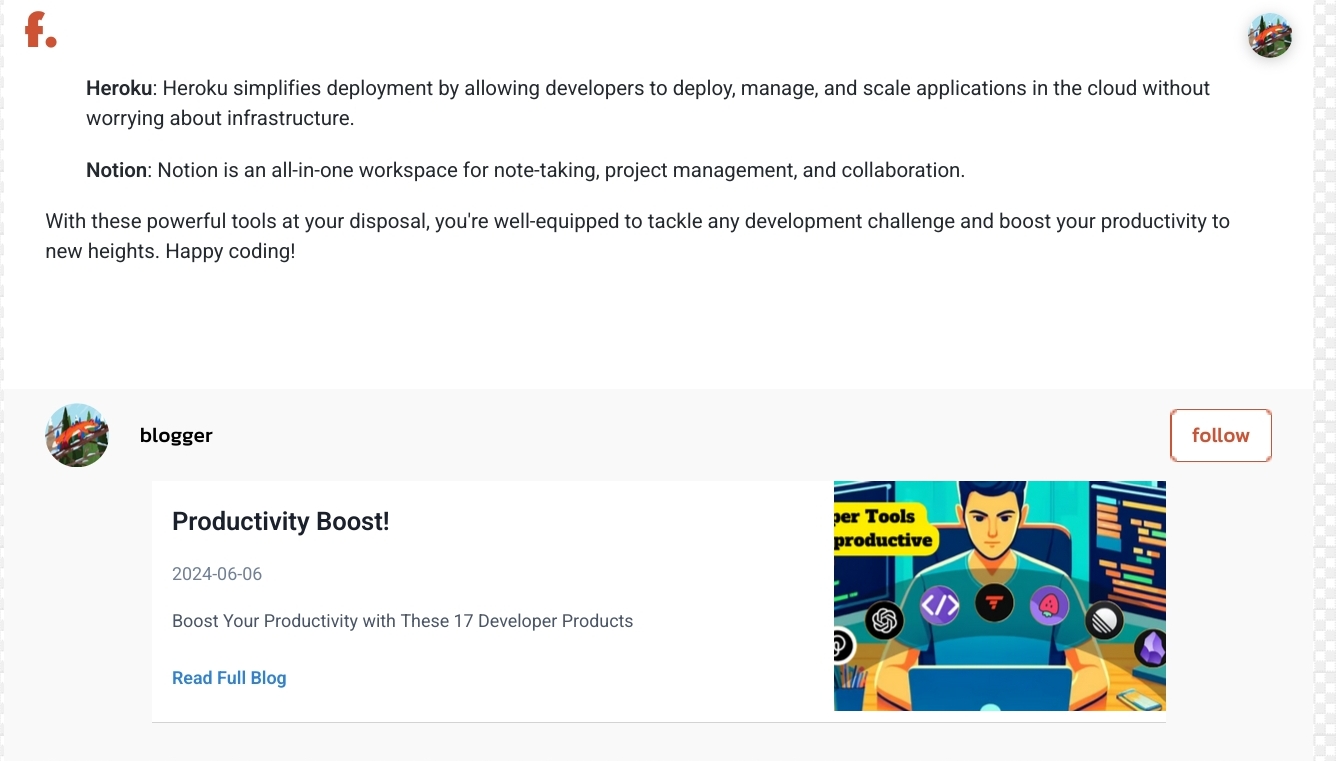 f.
Heroku: Heroku simplifies deployment by allowing developers to deploy, manage, and scale applications in the cloud without
worrying about infrastructure.
Notion: Notion is an all-in-one workspace for note-taking, project management, and collaboration.
With these powerful tools at your disposal, you're well-equipped to tackle any development challenge and boost your productivity to
new heights. Happy coding!
blogger
follow
Productivity Boost!
2024-06-06
Boost Your Productivity with These 17 Developer Products
Read Full Blog
per Tools
productive